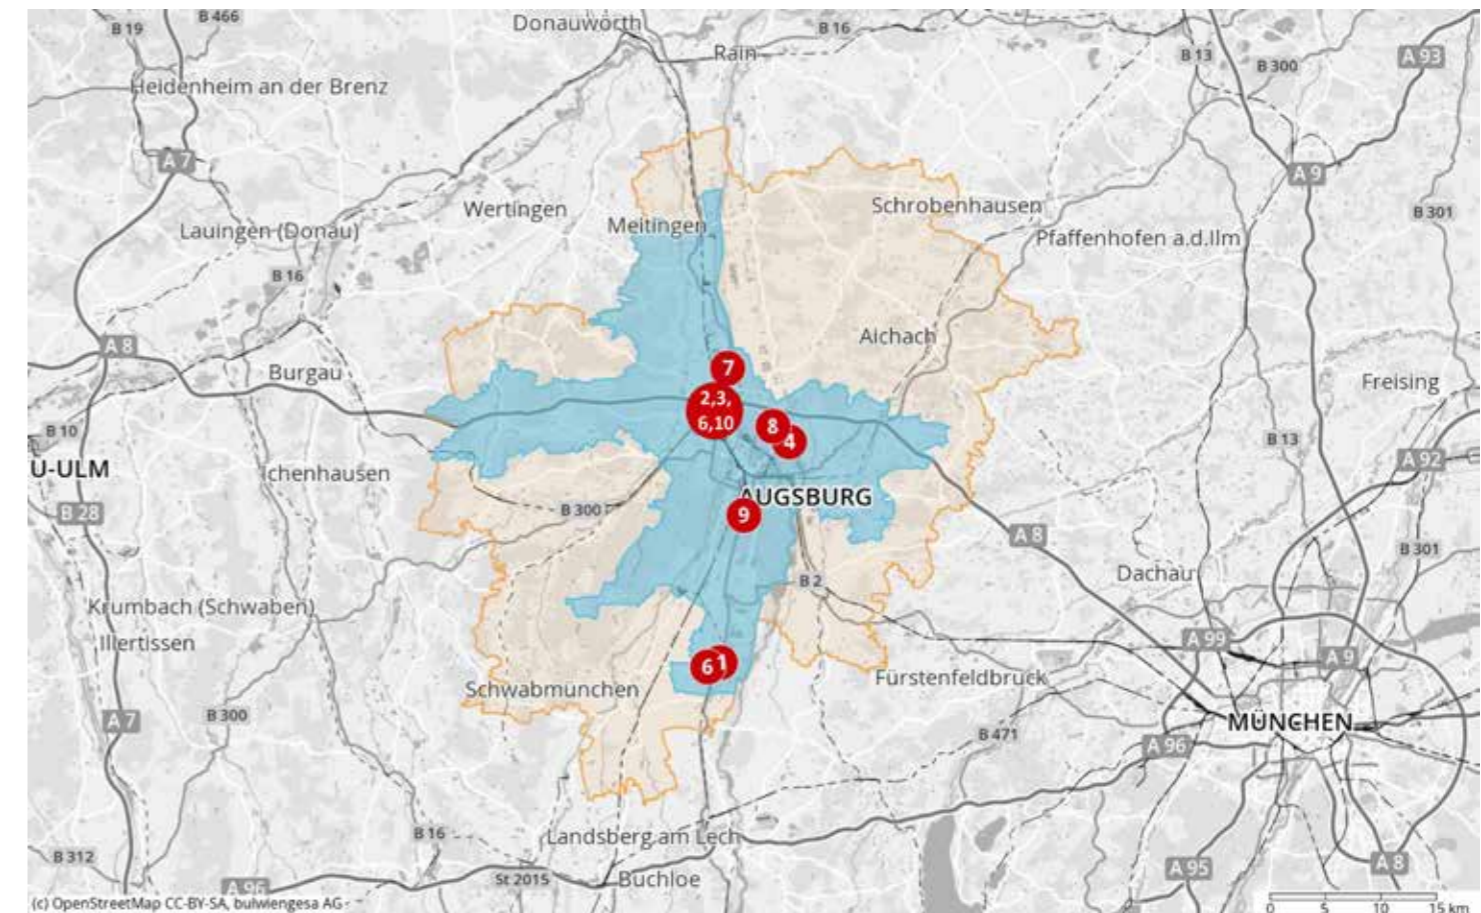 B 466
B 19
Donauwörth
B 16
Rain
B 13
B 300
A 93
Heidenheim an der Brenz
A 7
A 9
Wertingen
Meitingen
Schrobenhausen
B 301
Lauingen (Donau)
Pfaffenhofen a.d.Ilm
B 16
Aichach
A 8
Burgau
7
Freising
2,3,
6,10
8
4
B 10
B 13
U-ULM
Ichenhausen
A 92
AUGSBURG
B 28
B 300
9
A 8
B 301
Dachau
B 2
Krumbach (Schwaben)
Illertissen
A 99
A 9
6
1
Fürstenfeldbruck
Schwabmünchen
A 7
B 300
MÜNCHEN
B 471
A 96
B 16
Landsberg am Lech
B 312
A 95
A 8
St 2015
Buchloe
A 96
(c) OpenStreetMap CC-BY-SA, bulwiengesa AG
0 5 10 15 km